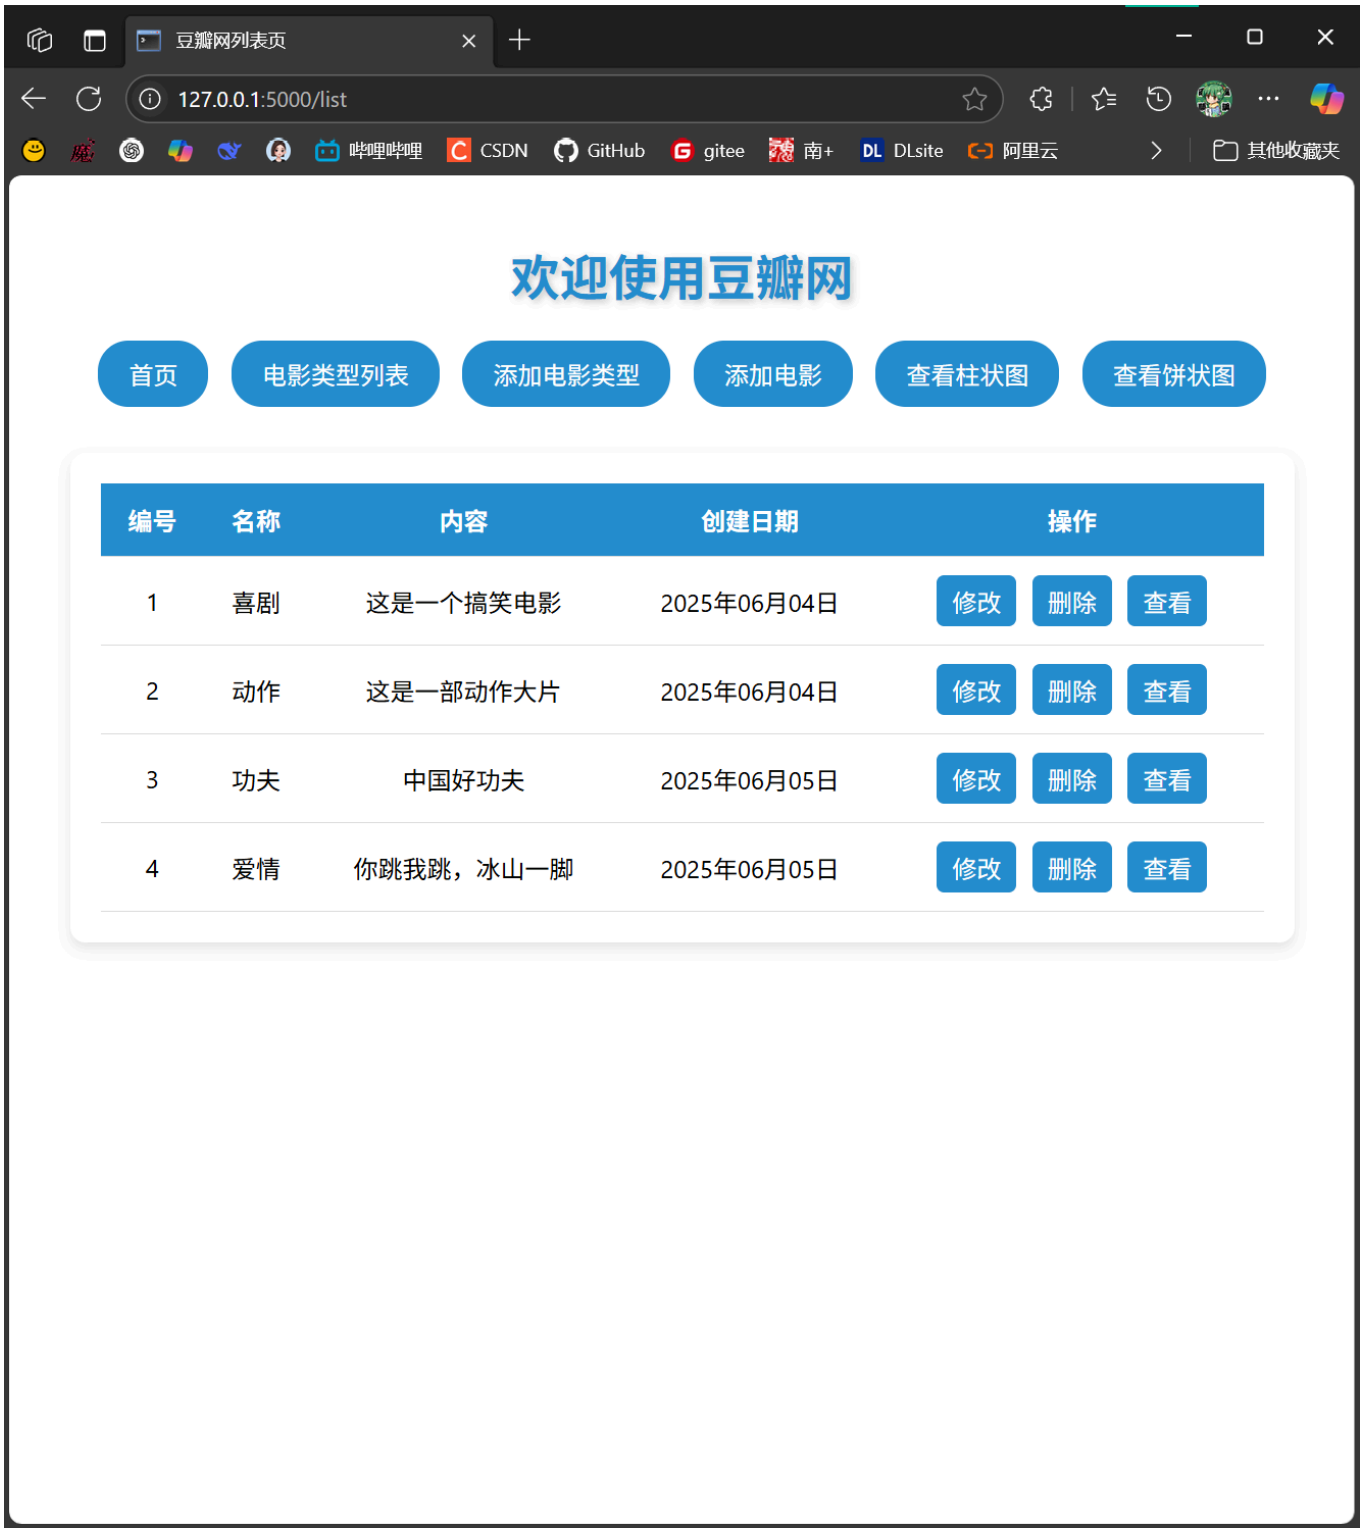 豆瓣网列表页
127.0.0.1:5000/list
魔 哔哩哔哩 C CSDN GitHub G gitee 南+ DL DLsite 阿里云 其他收藏夹
欢迎使用豆瓣网
首页 电影类型列表 添加电影类型 添加电影 查看柱状图 查看饼状图
编号 名称 内容 创建日期 操作
1 喜剧 这是一个搞笑电影 2025年06月04日 修改 删除 查看
2 动作 这是一部动作大片 2025年06月04日 修改 删除 查看
3 功夫 中国好功夫 2025年06月05日 修改 删除 查看
4 爱情 你跳我跳，冰山一脚 2025年06月05日 修改 删除 查看